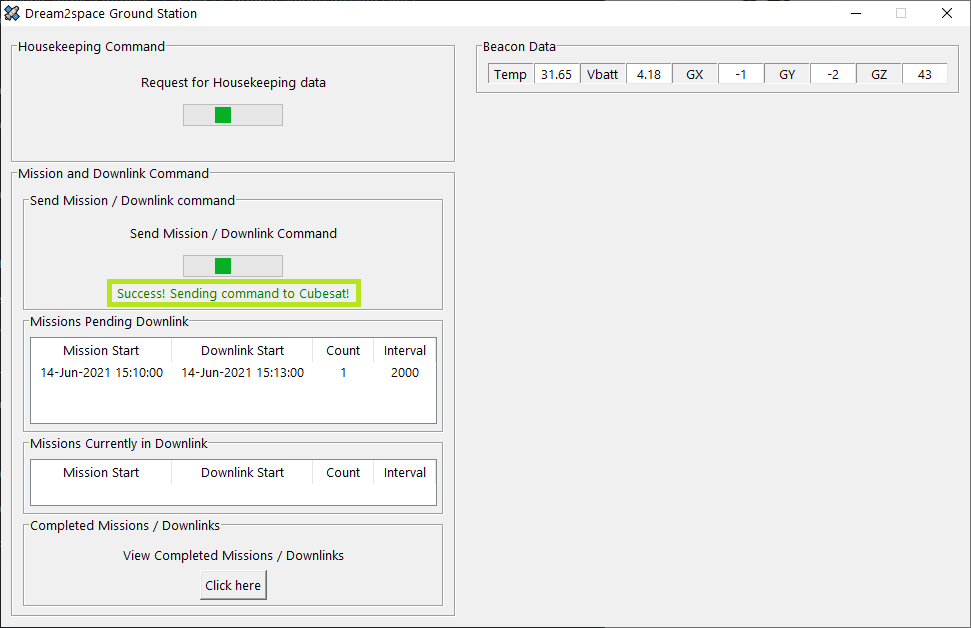 Dream2space Ground Station
Housekeeping Command
Request for Housekeeping data
Mission and Downlink Command
Send Mission / Downlink command
Send Mission / Downlink Command
Success! Sending command to Cubesat!
Missions Pending Downlink
Mission Start Downlink Start Count Interval
14-Jun-2021 15:10:00 14-Jun-2021 15:13:00 1 2000
Missions Currently in Downlink
Mission Start Downlink Start Count Interval
Completed Missions / Downlinks
View Completed Missions / Downlinks
Click here
Beacon Data
Temp 31.65 Vbatt 4.18 GX -1 GY -2 GZ 43